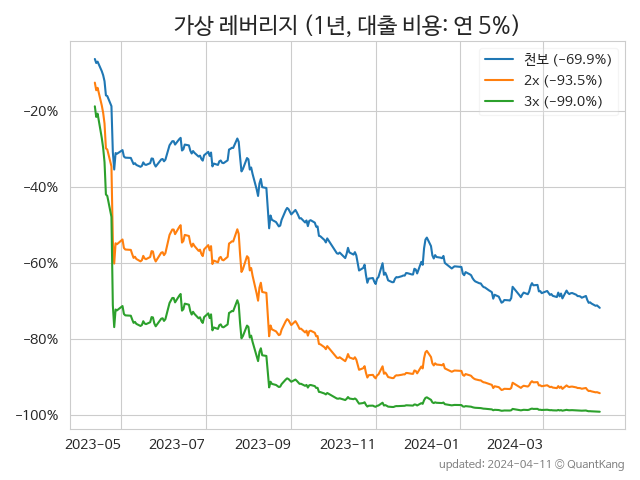 가상 레버리지 (1년, 대출 비용: 연 5%)
천보 (-69.9%)
2x (-93.5%)
3x (-99.0%)
-20%
-40%
-60%
-80%
-100%
2023-05 2023-07 2023-09 2023-11 2024-01 2024-03
updated: 2024-04-11 © QuantKang